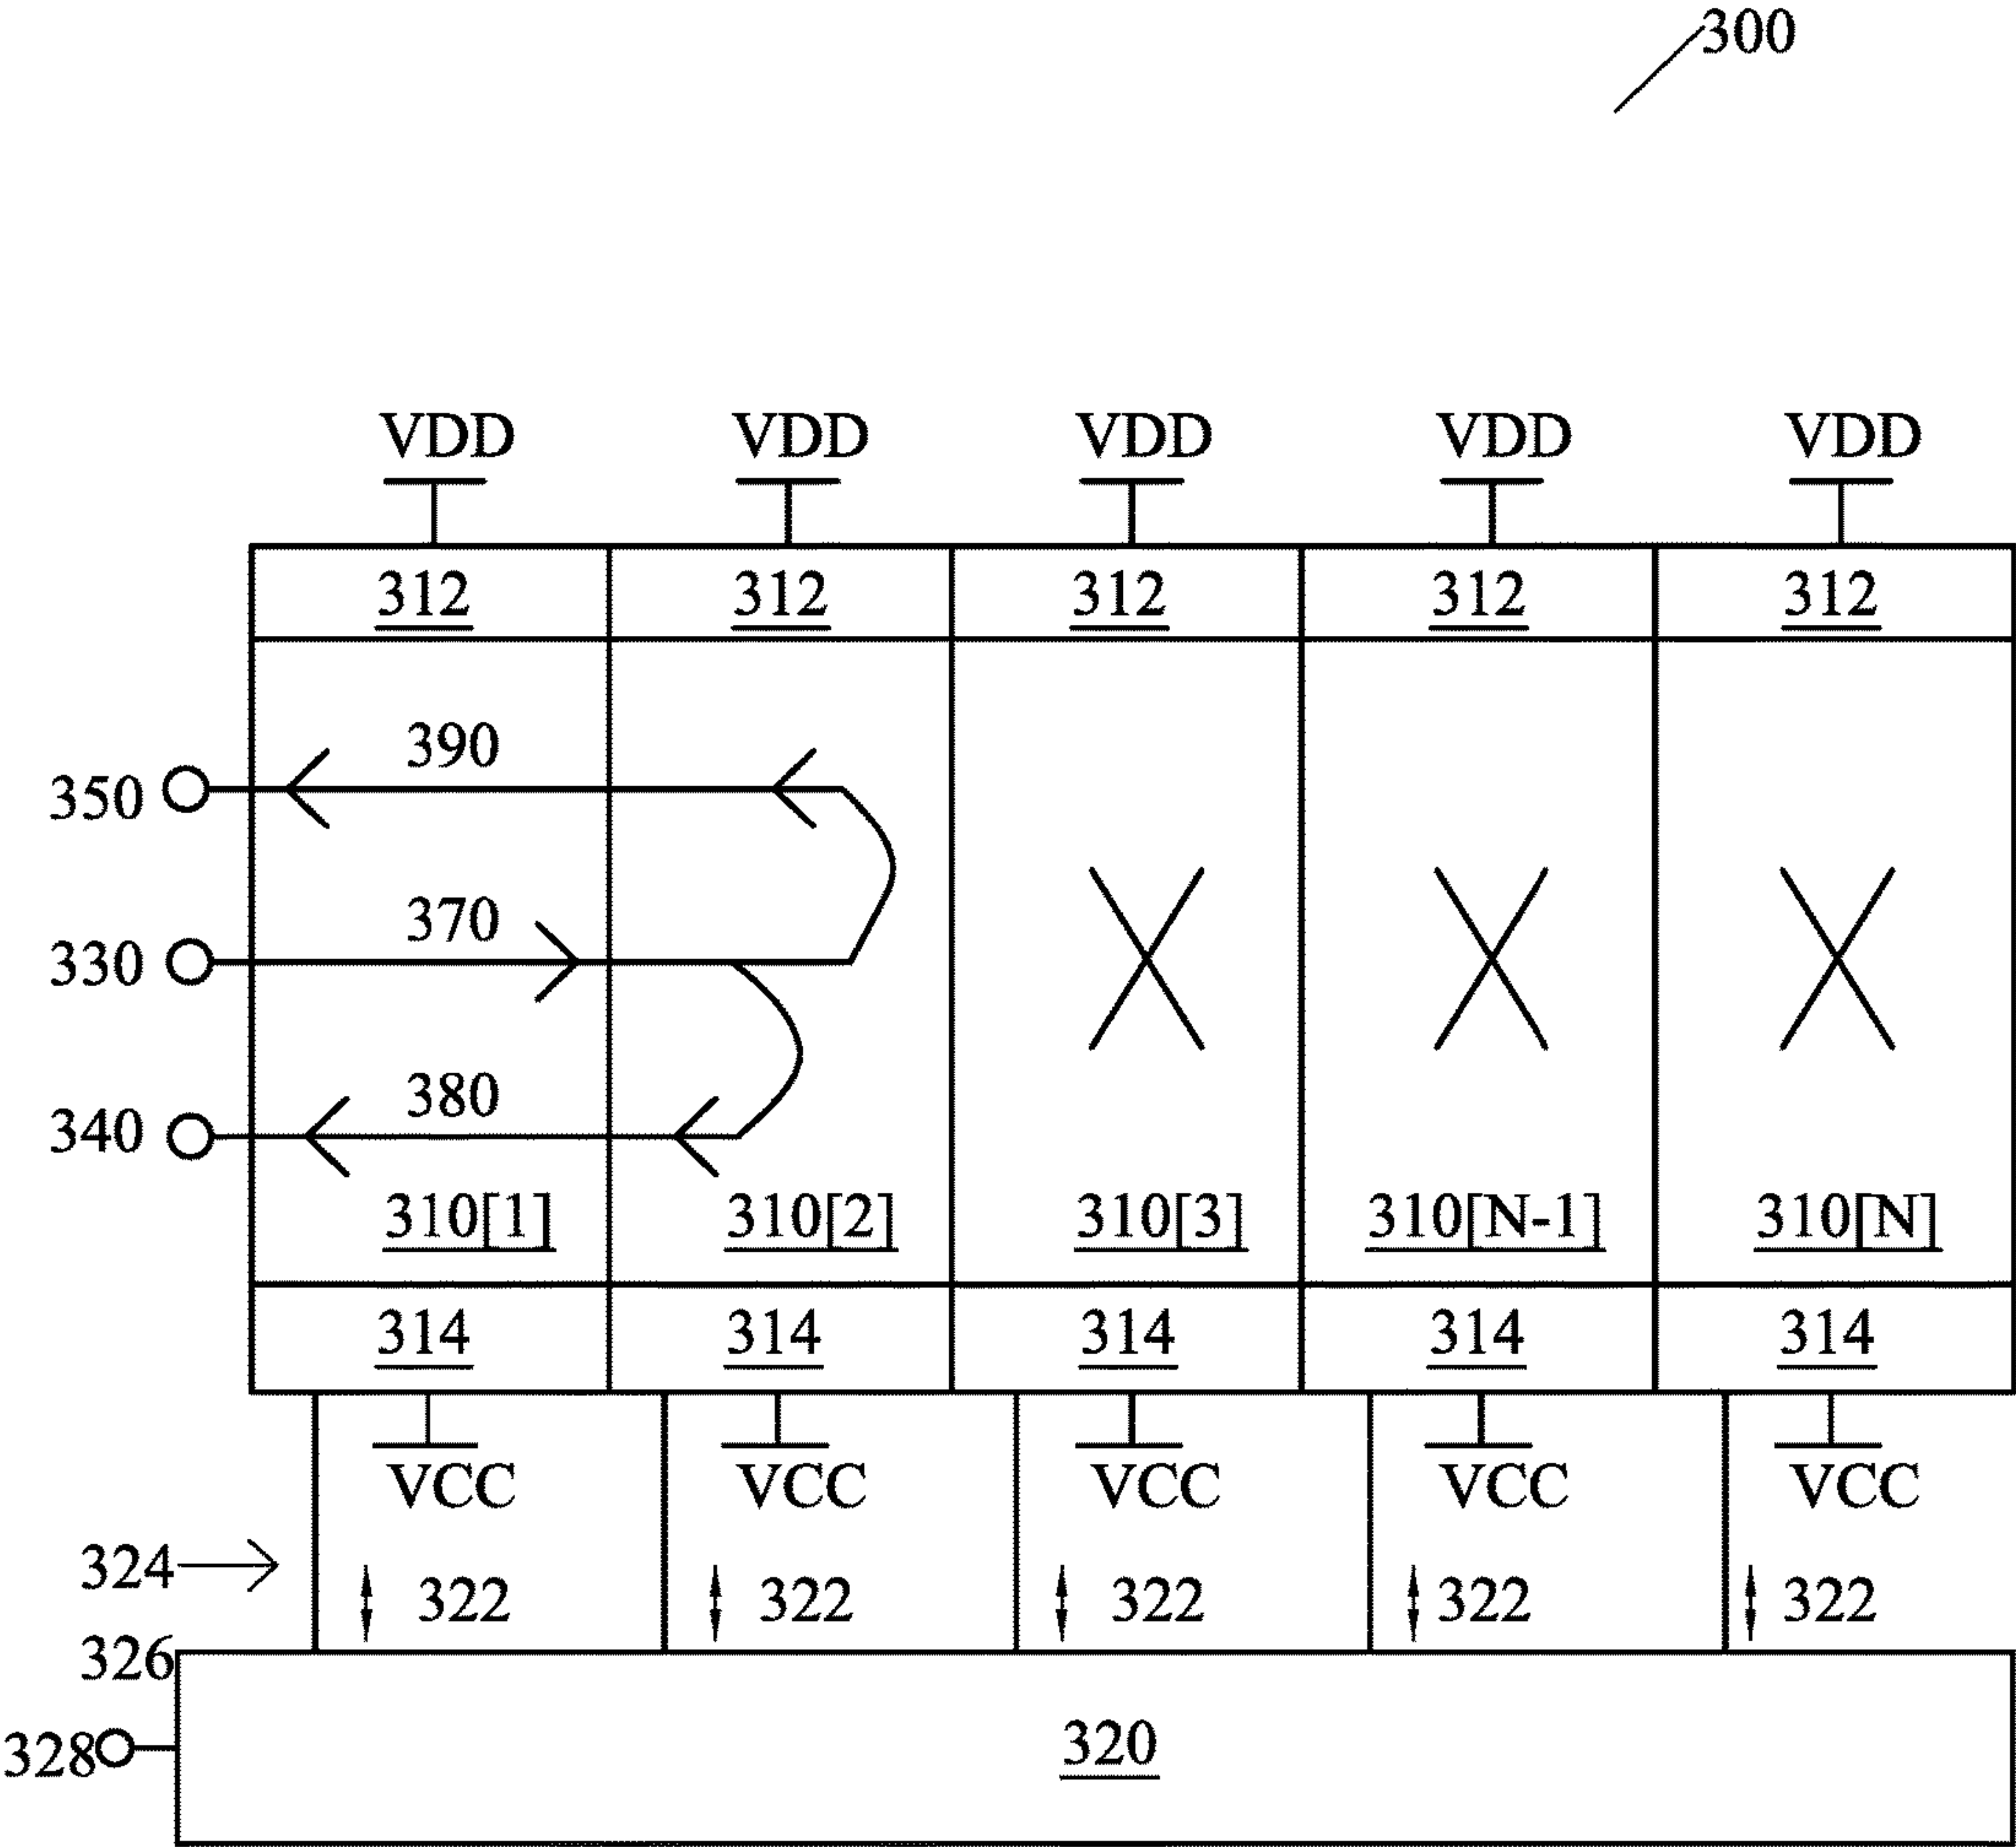 300
VDD VDD VDD VDD VDD
312 312 312 312 312
390
350
370
330
380
340
310[1] 310[2] 310[3] 310[N-1] 310[N]
314 314 314 314 314
VCC VCC VCC VCC VCC
324
322 322 322 322 322
326
320
328